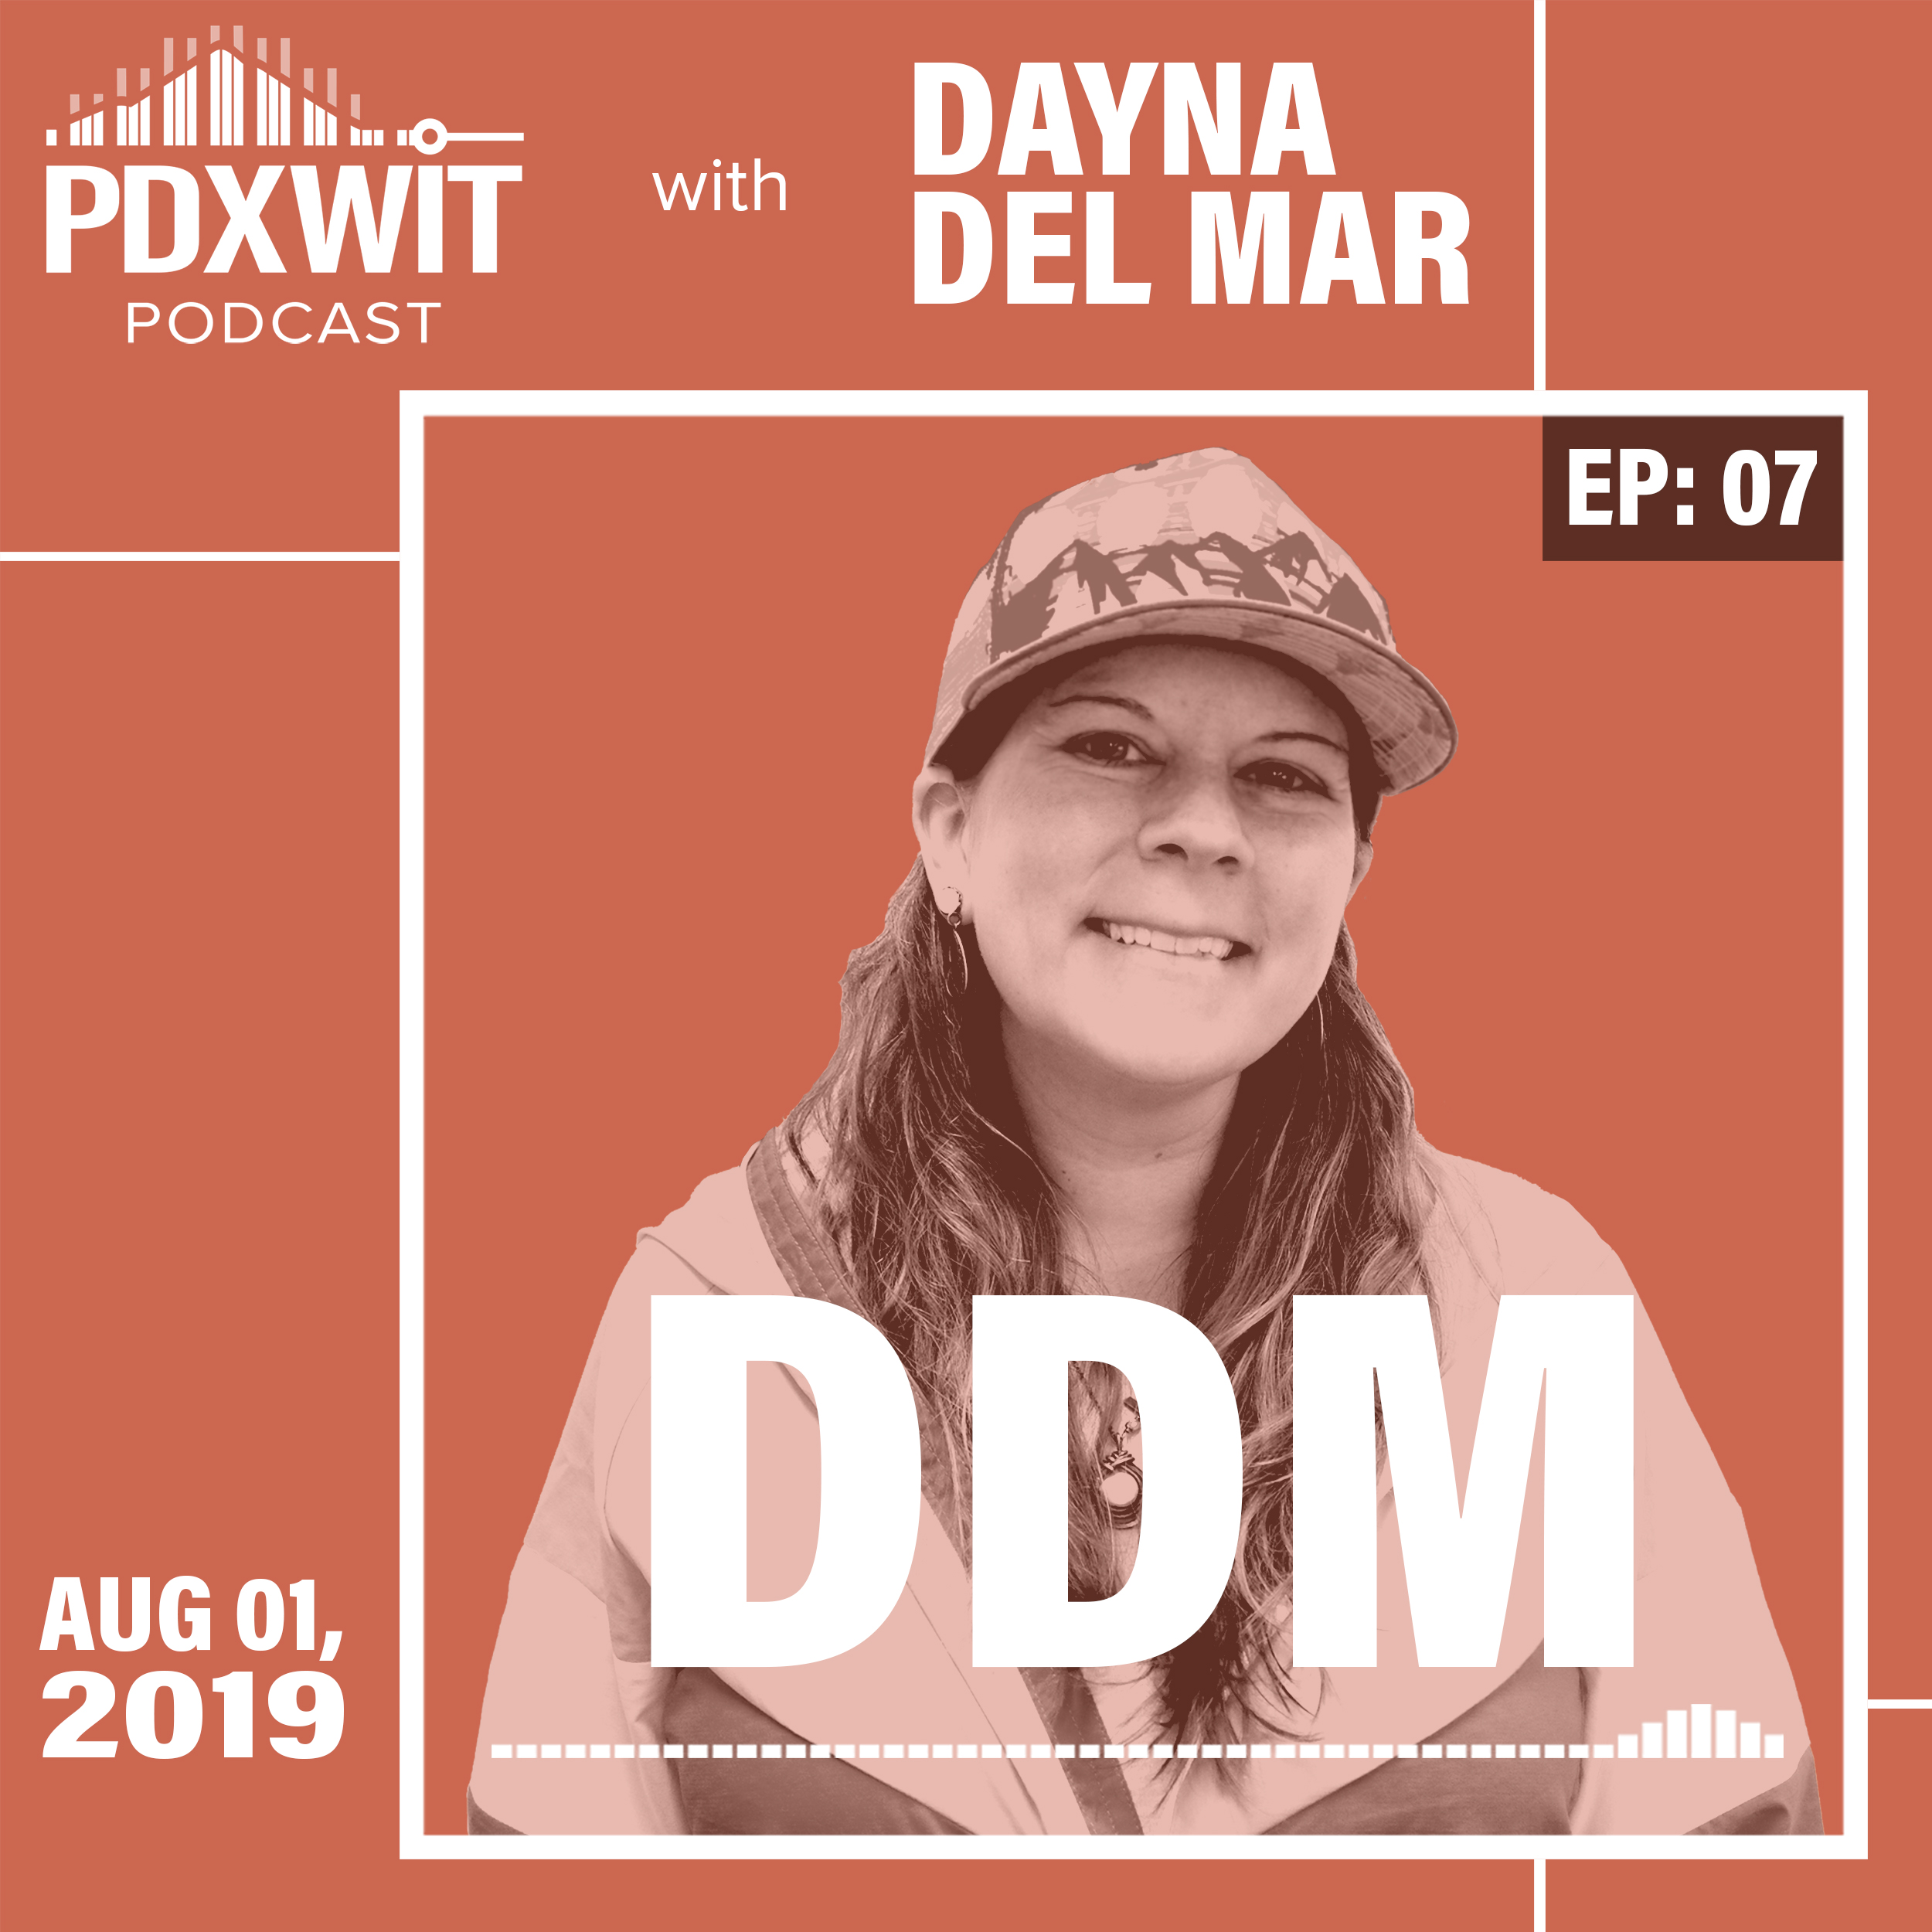 PDXWIT
PODCAST
with
DAYNA
DEL MAR
EP: 07
DDM
AUG 01,
2019